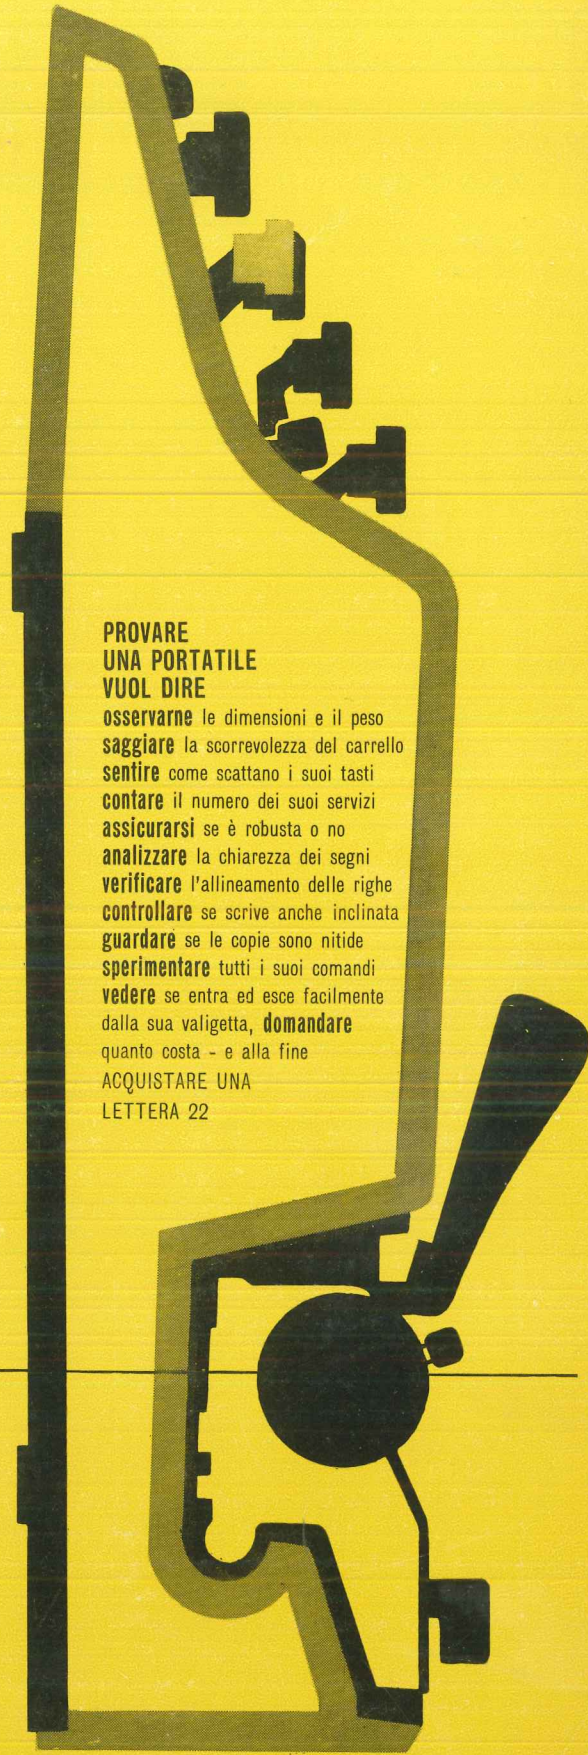 PROVARE
UNA PORTATILE
VUOL DIRE
osservarne le dimensioni e il peso
saggiare la scorrevolezza del carrello
sentire come scattano i suoi tasti
contare il numero dei suoi servizi
assicurarsi se è robusta o no
analizzare la chiarezza dei segni
verificare l'allineamento delle righe
controllare se scrive anche inclinata
guardare se le copie sono nitide
sperimentare tutti i suoi comandi
vedere se entra ed esce facilmente
dalla sua valigetta, domandare
quanto costa - e alla fine
ACQUISTARE UNA
LETTERA 22